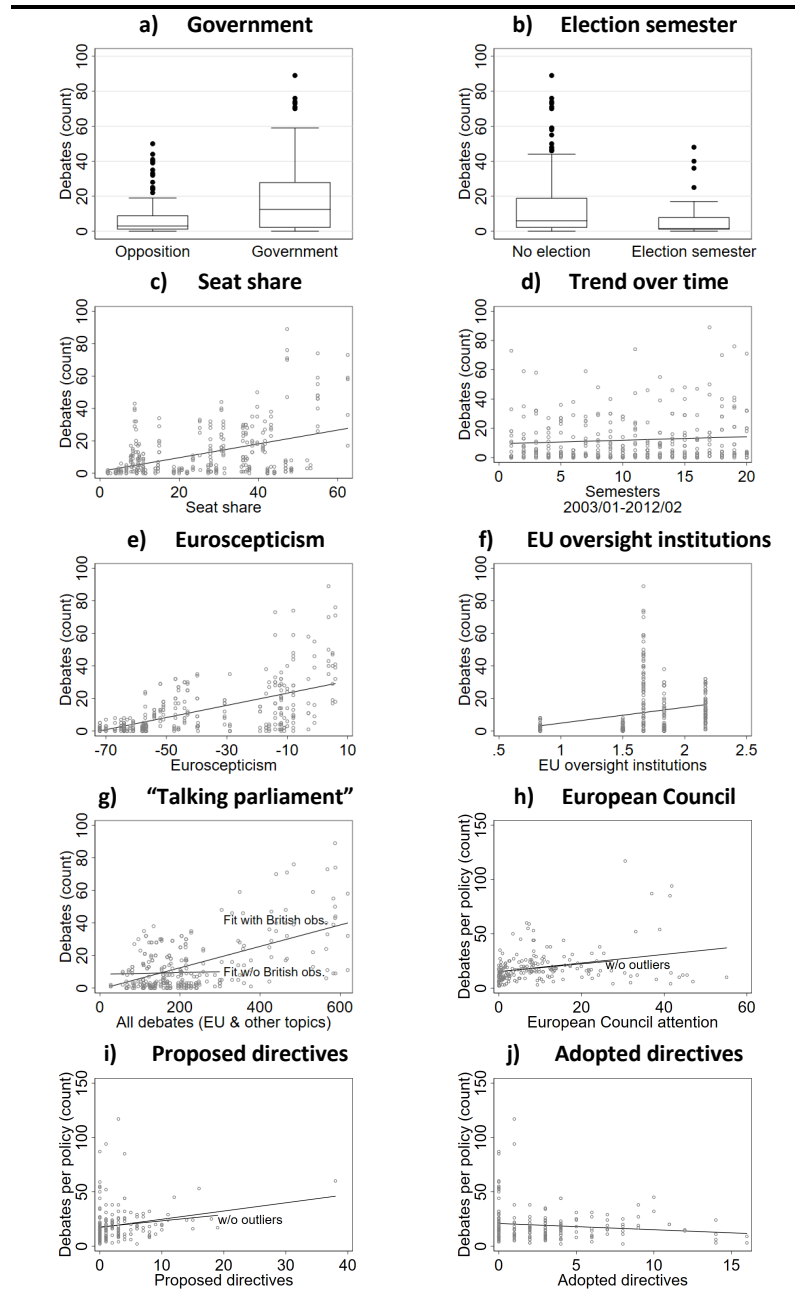 a) Government
Debates (count)
0 20 40 60 80 100
Opposition Government
b) Election semester
Debates (count)
0 20 40 60 80 100
No election Election semester
c) Seat share
Debates (count)
0 20 40 60 80 100
0 20 40 60
Seat share
d) Trend over time
Debates (count)
0 20 40 60 80 100
0 5 10 15 20
Semesters
2003/01-2012/02
e) Euroscepticism
Debates (count)
0 20 40 60 80 100
-70 -50 -30 -10 10
Euroscepticism
f) EU oversight institutions
Debates (count)
0 20 40 60 80 100
.5 1 1.5 2 2.5
EU oversight institutions
g) “Talking parliament”
Debates (count)
0 20 40 60 80 100
Fit with British obs.
Fit w/o British obs.
0 200 400 600
All debates (EU & other topics)
h) European Council
Debates per policy (count)
0 50 100 150
w/o outliers
0 20 40 60
European Council attention
i) Proposed directives
Debates per policy (count)
0 50 100 150
w/o outliers
0 10 20 30 40
Proposed directives
j) Adopted directives
Debates per policy (count)
0 50 100 150
0 5 10 15
Adopted directives